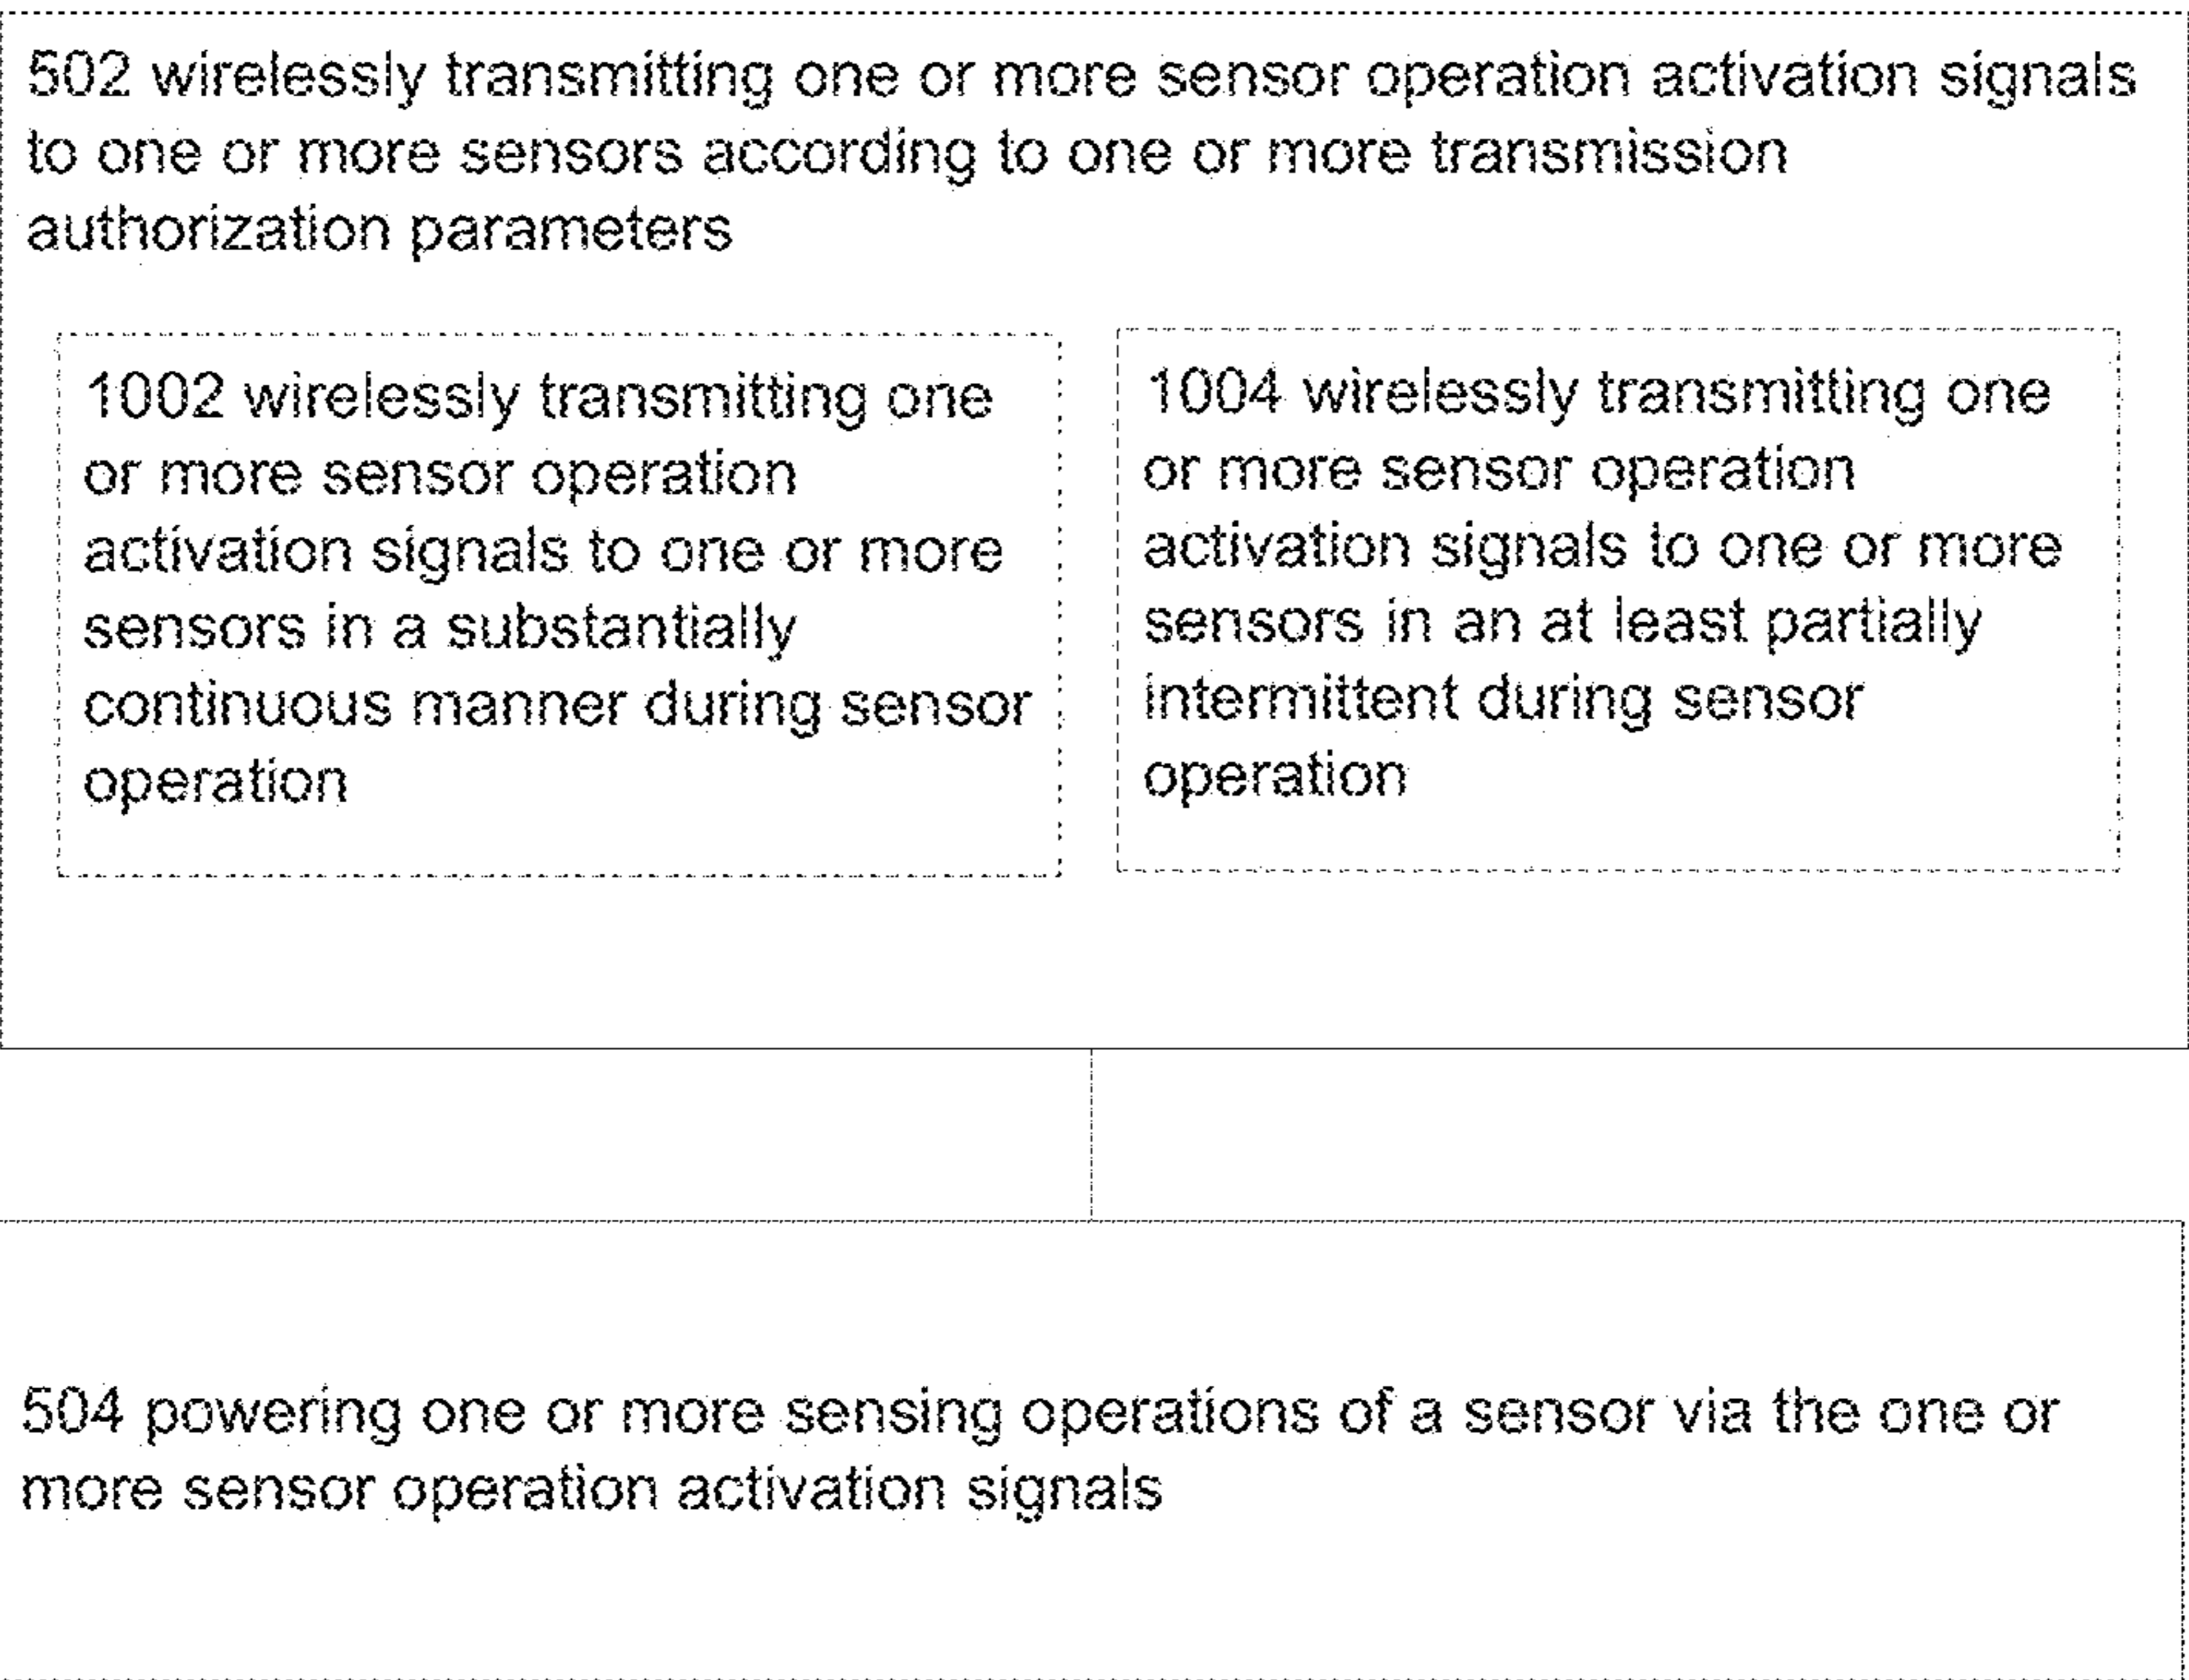 502 wirelessly transmitting one or more sensor operation activation signals
to one or more sensors according to one or more transmission
authorization parameters
1002 wirelessly transmitting one
or more sensor operation
activation signals to one or more
sensors in a substantially
continuous manner during sensor
operation
1004 wirelessly transmitting one
or more sensor operation
activation signals to one or more
sensors in an at least partially
intermittent during sensor
operation
504 powering one or more sensing operations of a sensor via the one or
more sensor operation activation signals